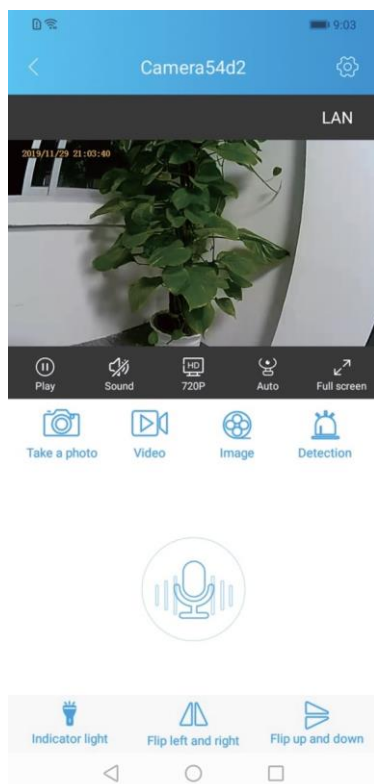 9:03
Camera54d2
LAN
2019/11/29 21:03:40
HD
Play Sound 720P Auto Full screen
Take a photo Video Image Detection
Indicator light Flip left and right Flip up and down